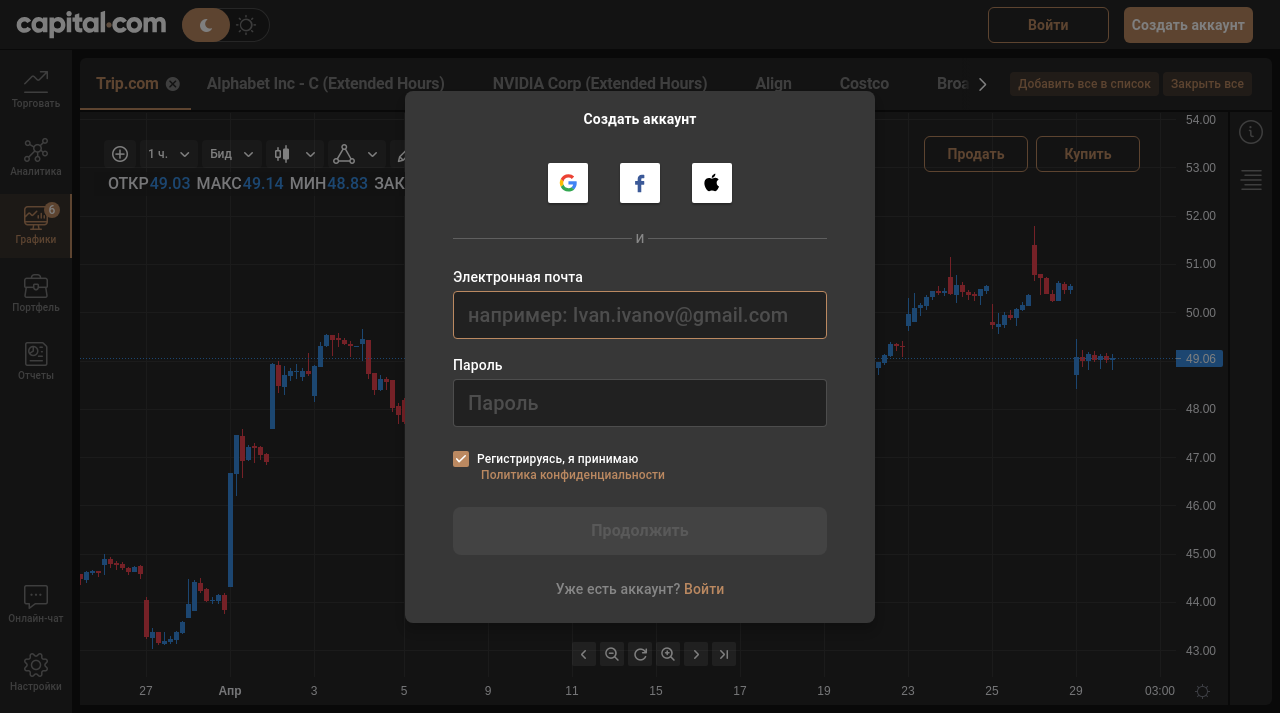 capital.com
Войти
Создать аккаунт
Trip.com
Alphabet Inc - C (Extended Hours)
NVIDIA Corp (Extended Hours)
Align
Costco
Broa
Добавить все в список
Закрыть все
Торговать
Аналитика
6
Графики
Портфель
Отчеты
Онлайн-чат
Настройки
1 ч.
Бид
Продать
Купить
ОТКР49.03 МАКС49.14 МИН48.83 ЗАК
Создать аккаунт
И
Электронная почта
например: Ivan.ivanov@gmail.com
Пароль
Пароль
Регистрируясь, я принимаю
Политика конфиденциальности
Продолжить
Уже есть аккаунт? Войти
54.00
53.00
52.00
51.00
50.00
49.06
48.00
47.00
46.00
45.00
44.00
43.00
27
Апр
3
5
9
11
15
17
19
23
25
29
03:00